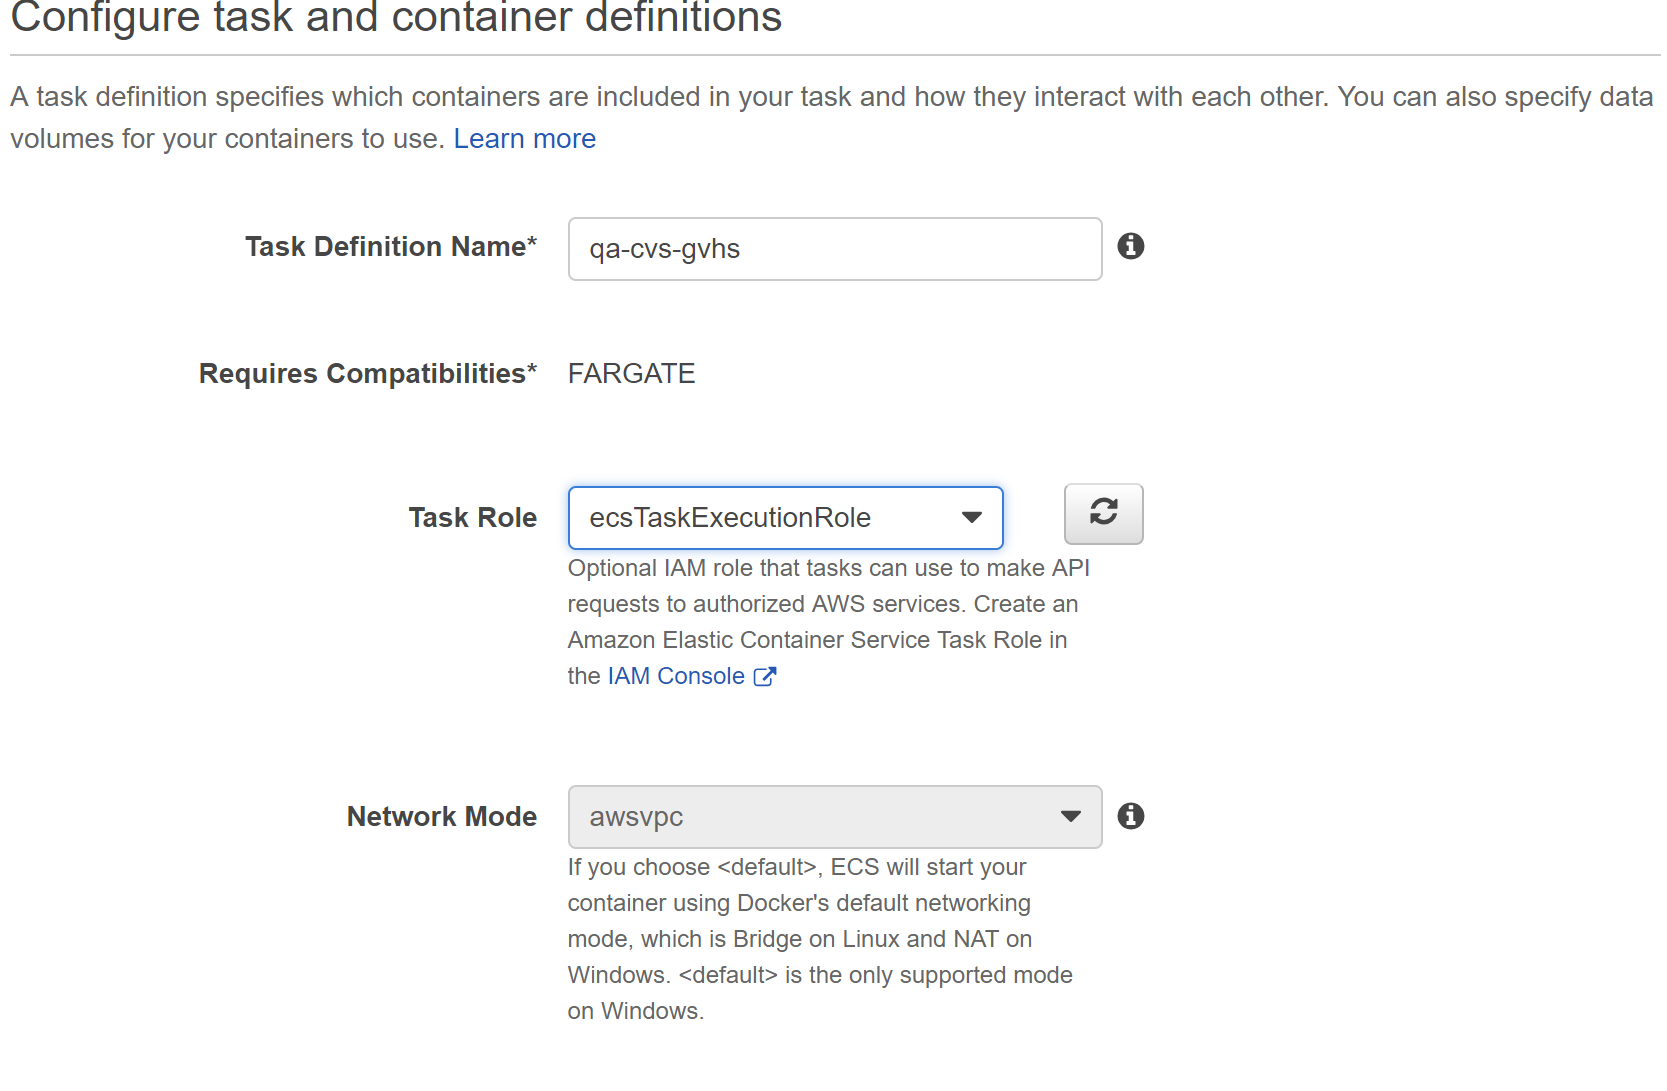 Configure task and container definitions
A task definition specifies which containers are included in your task and how they interact with each other. You can also specify data
volumes for your containers to use. Learn more
Task Definition Name* qa-cvs-gvhs
Requires Compatibilities* FARGATE
Task Role ecsTaskExecutionRole
Optional IAM role that tasks can use to make API
requests to authorized AWS services. Create an
Amazon Elastic Container Service Task Role in
the IAM Console
Network Mode awsvpc
If you choose <default>, ECS will start your
container using Docker's default networking
mode, which is Bridge on Linux and NAT on
Windows. <default> is the only supported mode
on Windows.